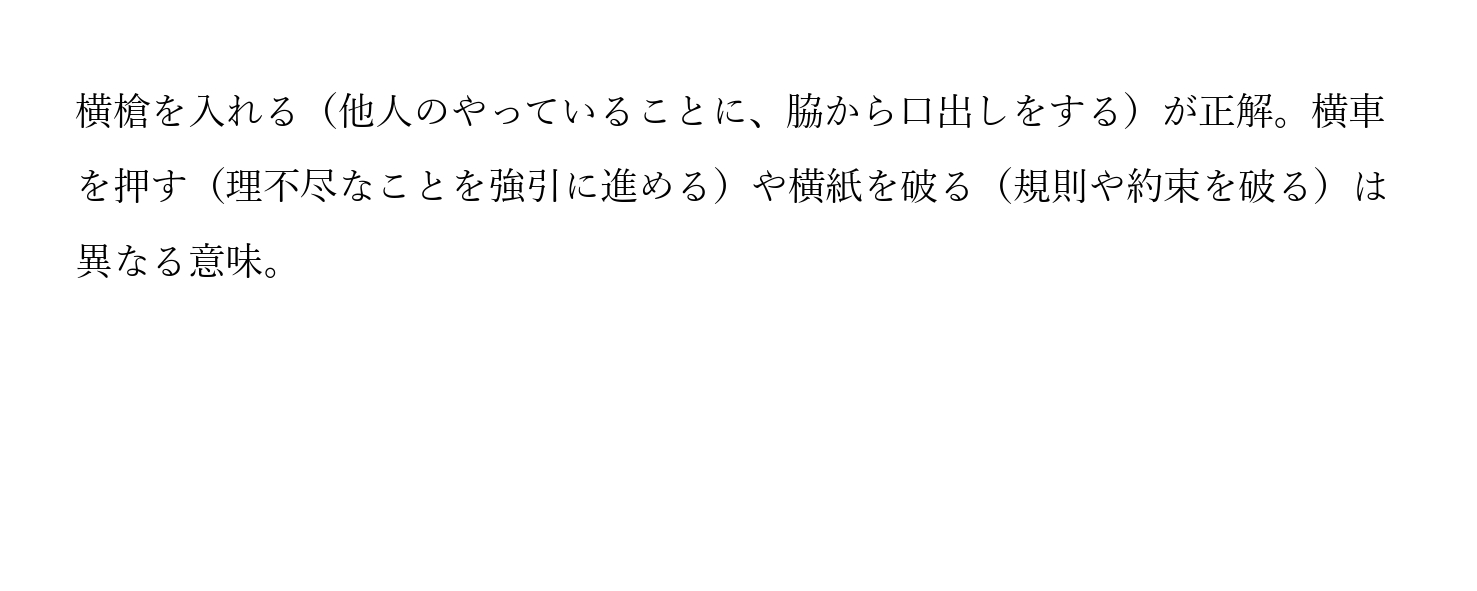 横槍を入れる（他人のやっていることに、脇から口出しをする）が正解。横車
を押す（理不尽なことを強引に進める）や横紙を破る（規則や約束を破る）は
異なる意味。